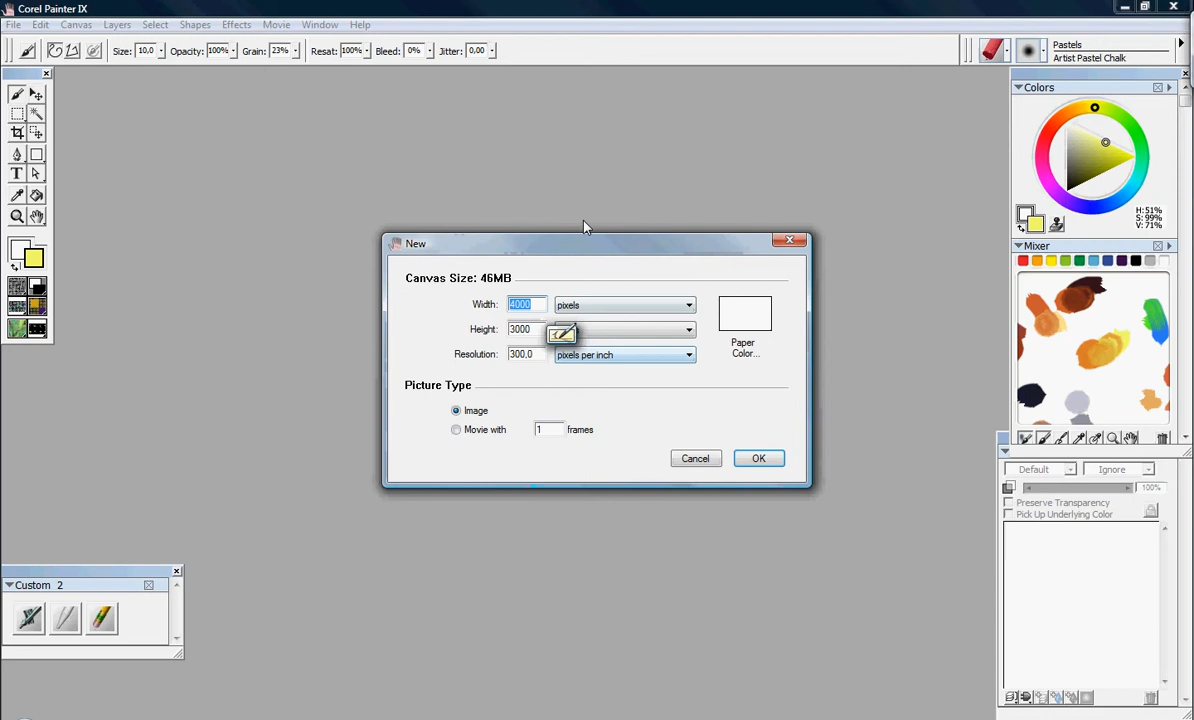 Corel Painter IX
File Edit Canvas Layers Select Shapes Effects Movie Window Help
Size: 10,0 Opacity: 100% Grain: 23% Resat: 100% Bleed: 0% Jitter: 0,00
Pastels
Artist Pastel Chalk
Colors
H:51%
S: 99%
V: 71%
Mixer
New
Canvas Size: 46MB
Width: 4000 pixels
Height: 3000
Resolution: 300,0 pixels per inch
Paper
Color...
Picture Type
Image
Movie with 1 frames
Cancel OK
Default Ignore
100%
Preserve Transparency
Pick Up Underlying Color
Custom 2
T